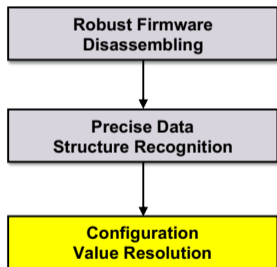 Robust Firmware
Disassembling
Precise Data
Structure Recognition
Configuration
Value Resolution